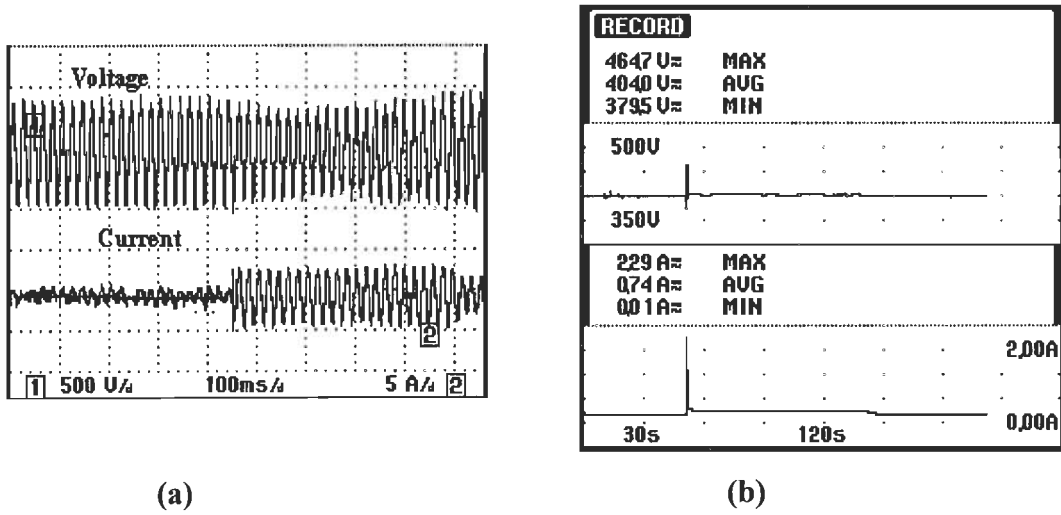 Voltage
1
Current
2
1 500 V/d 100ms/d 5 A/d 2
(a)
RECORD
464,7 V≂ MAX
404,0 V≂ AVG
379,5 V≂ MIN
500V
350V
2,29 A≂ MAX
0,74 A≂ AVG
0,01 A≂ MIN
2,00A
0,00A
30s 120s
(b)